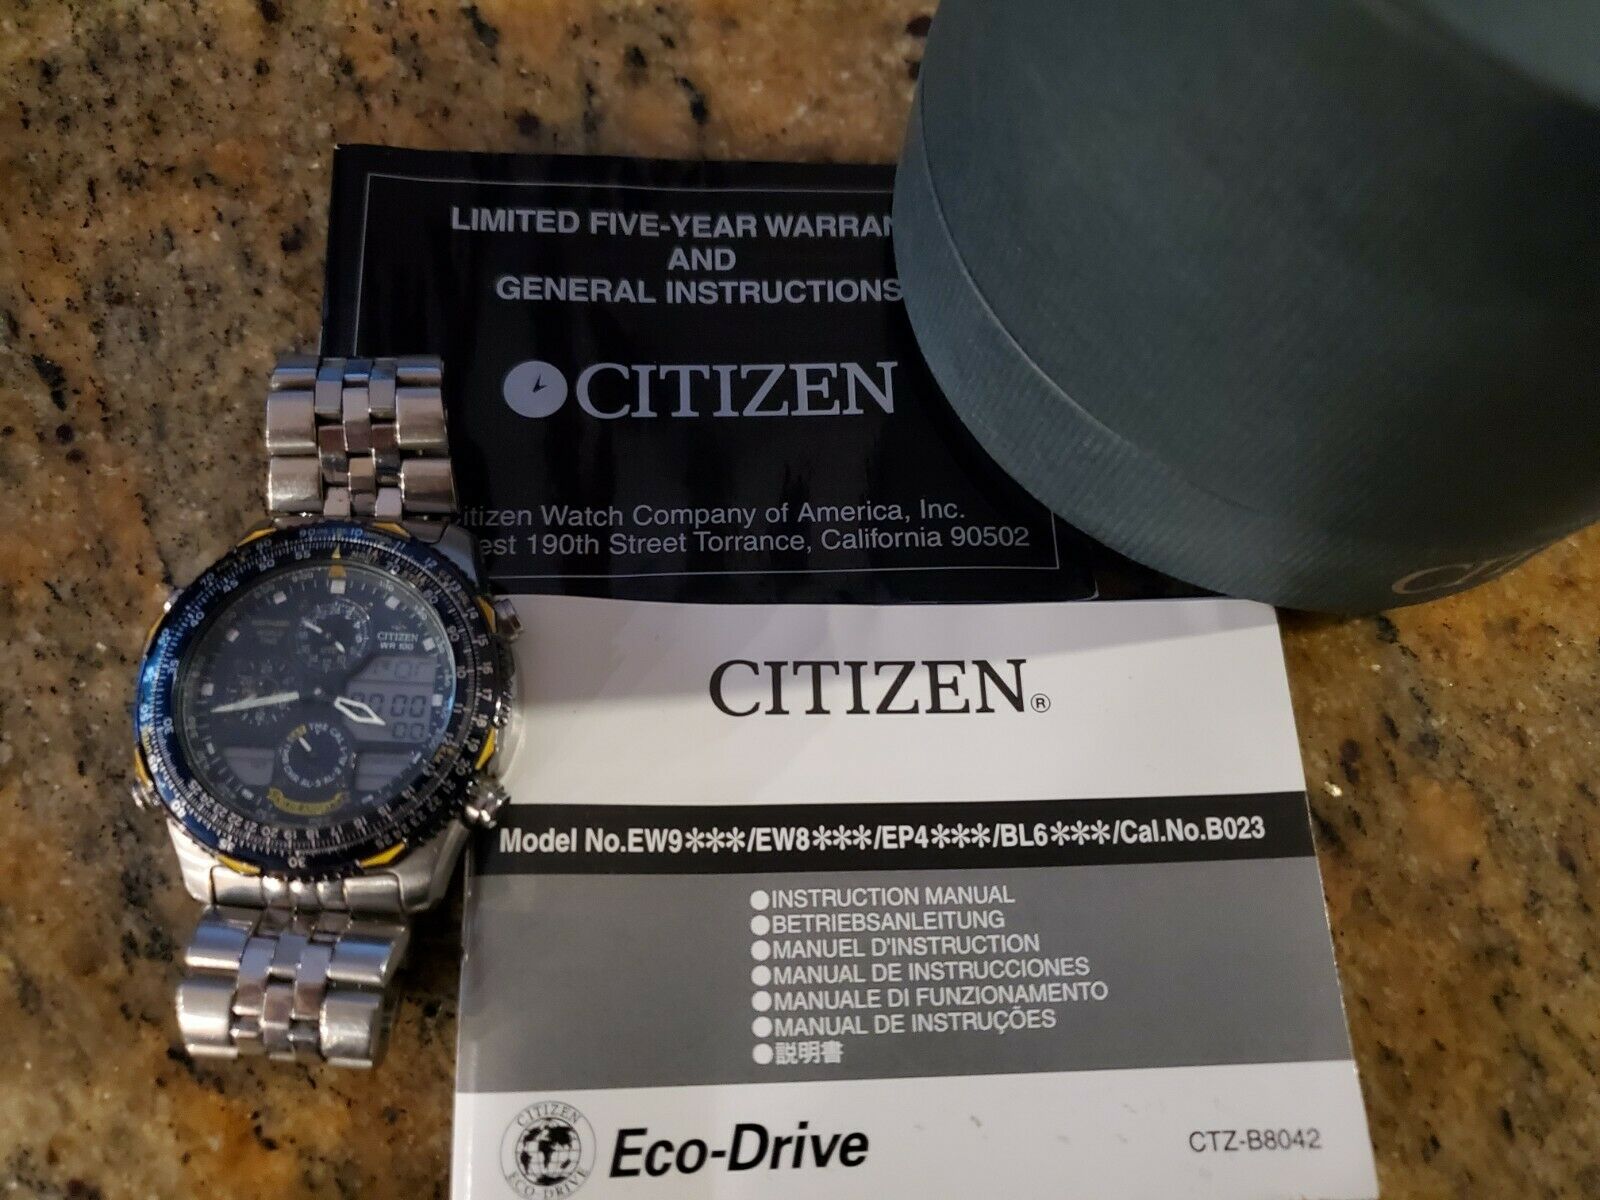 LIMITED FIVE-YEAR WARRAN
AND
GENERAL INSTRUCTIONS
CITIZEN
itizen Watch Company of America, Inc.
est 190th Street Torrance, California 90502
CITIZEN
WR 100
CITIZEN®
Model No.EW9✳✳✳/EW8✳✳✳/EP4✳✳✳/BL6✳✳✳/Cal.No.B023
●INSTRUCTION MANUAL
●BETRIEBSANLEITUNG
●MANUEL D'INSTRUCTION
●MANUAL DE INSTRUCCIONES
●MANUALE DI FUNZIONAMENTO
●MANUAL DE INSTRUÇÕES
●説明書
CITIZEN
ECO-DRIVE
Eco-Drive
CTZ-B8042